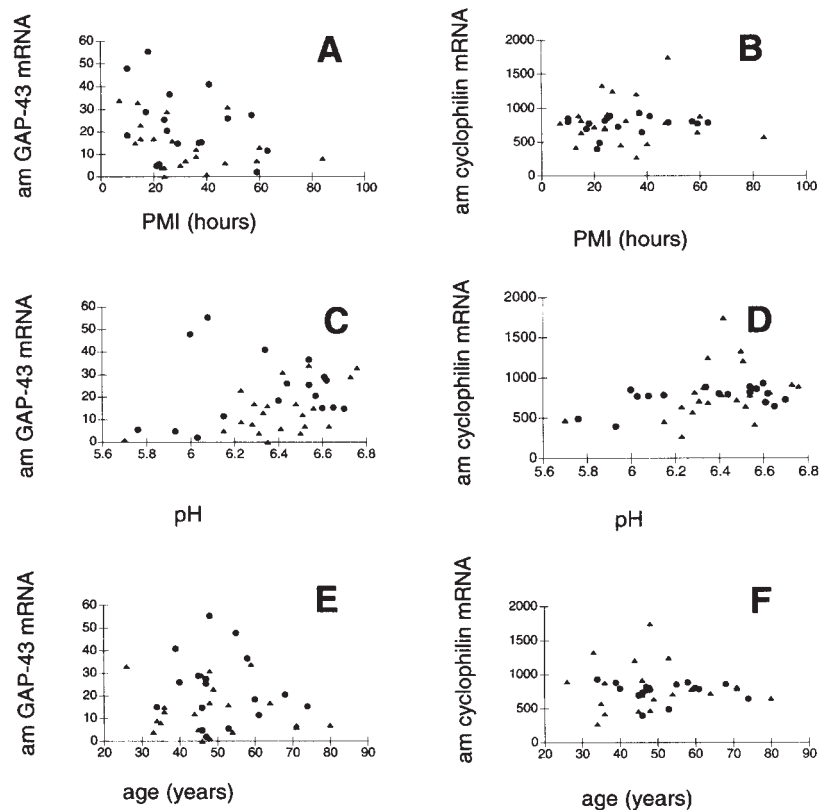 A
am GAP-43 mRNA
60
50
40
30
20
10
0
0 20 40 60 80 100
PMI (hours)
B
am cyclophilin mRNA
2000
1500
1000
500
0
0 20 40 60 80 100
PMI (hours)
C
am GAP-43 mRNA
60
50
40
30
20
10
0
5.6 5.8 6 6.2 6.4 6.6 6.8
pH
D
am cyclophilin mRNA
2000
1500
1000
500
0
5.6 5.8 6 6.2 6.4 6.6 6.8
pH
E
am GAP-43 mRNA
60
50
40
30
20
10
0
20 30 40 50 60 70 80 90
age (years)
F
am cyclophilin mRNA
2000
1500
1000
500
0
20 30 40 50 60 70 80 90
age (years)